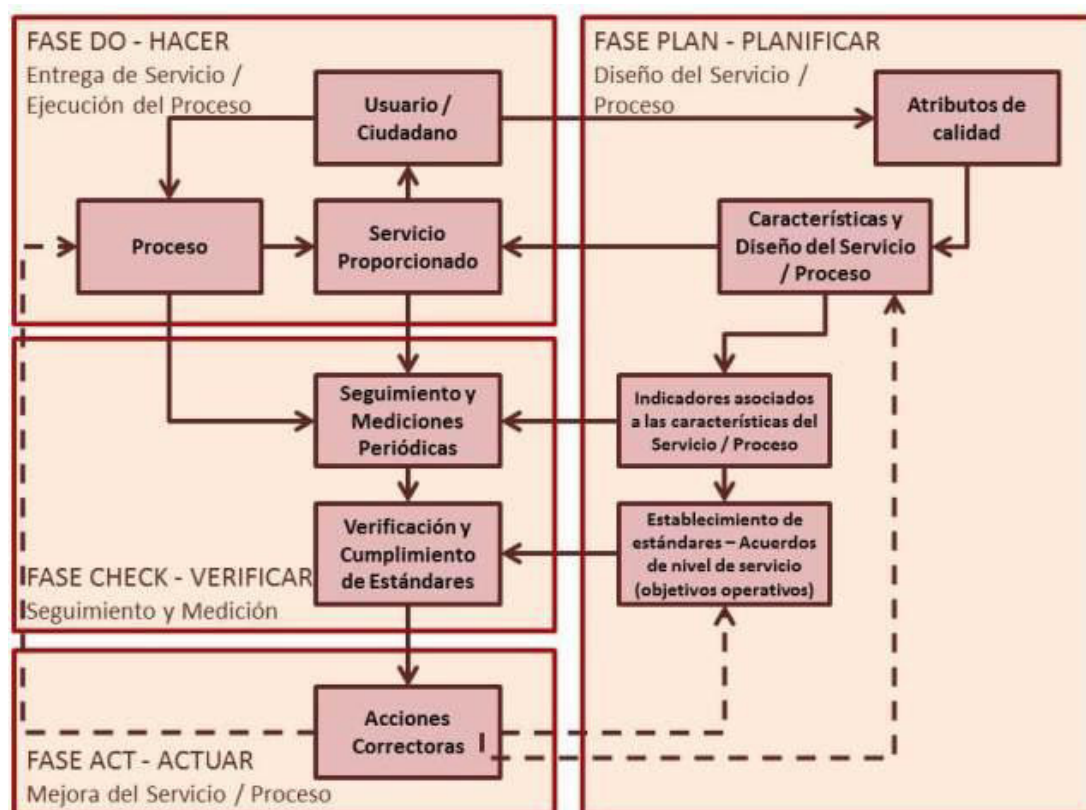 FASE DO - HACER
Entrega de Servicio /
Ejecución del Proceso
Usuario /
Ciudadano
Proceso
Servicio
Proporcionado
FASE PLAN - PLANIFICAR
Diseño del Servicio /
Proceso
Atributos de
calidad
Características y
Diseño del Servicio
/ Proceso
Indicadores asociados
a las características del
Servicio / Proceso
Establecimiento de
estándares – Acuerdos
de nivel de servicio
(objetivos operativos)
Seguimiento y
Mediciones
Periódicas
Verificación y
Cumplimiento
de Estándares
FASE CHECK - VERIFICAR
Seguimiento y Medición
Acciones
Correctoras
FASE ACT - ACTUAR
Mejora del Servicio / Proceso